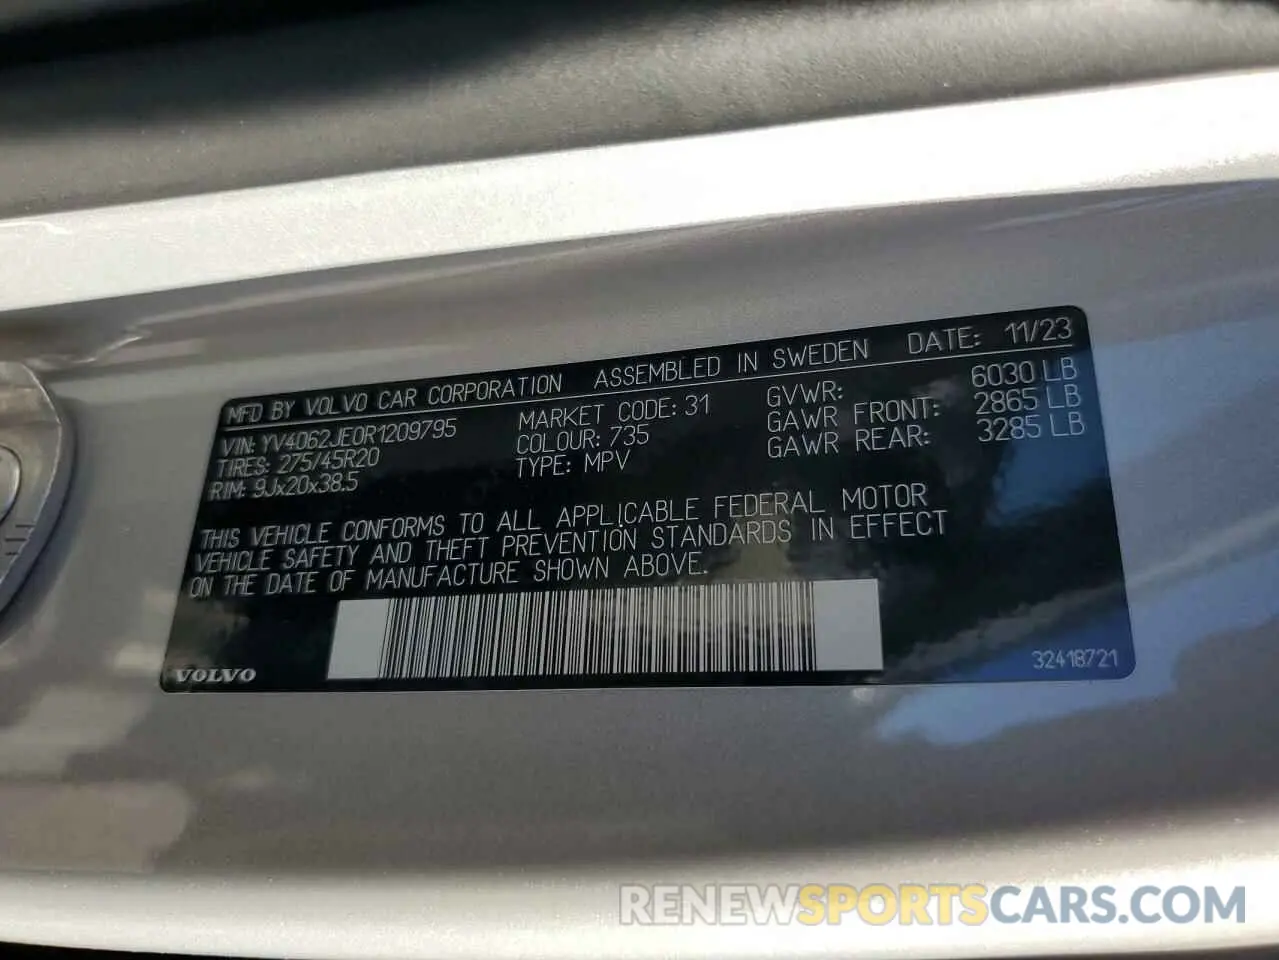 MFD BY VOLVO CAR CORPORATION ASSEMBLED IN SWEDEN DATE: 11/23
VIN: YV4062JE0R1209795 MARKET CODE: 31 GVWR: 6030 LB
TIRES: 275/45R20 COLOUR: 735 GAWR FRONT: 2865 LB
RIM: 9Jx20x38.5 TYPE: MPV GAWR REAR: 3285 LB
THIS VEHICLE CONFORMS TO ALL APPLICABLE FEDERAL MOTOR
VEHICLE SAFETY AND THEFT PREVENTION STANDARDS IN EFFECT
ON THE DATE OF MANUFACTURE SHOWN ABOVE.
VOLVO 32418721
RENEWSPORTSCARS.COM